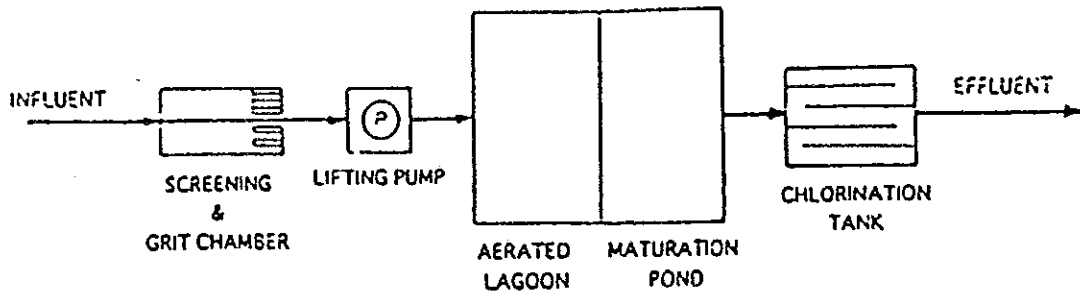 INFLUENT
SCREENING
&
GRIT CHAMBER
P
LIFTING PUMP
AERATED
LAGOON
MATURATION
POND
CHLORINATION
TANK
EFFLUENT